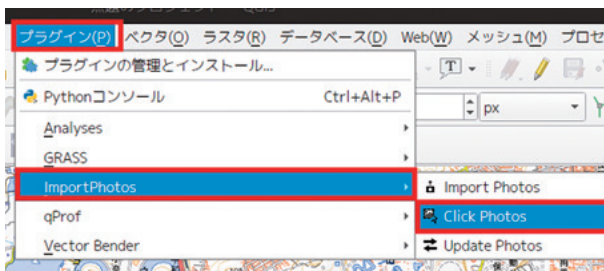 プラグイン(P) ベクタ(O) ラスタ(R) データベース(D) Web(W) メッシュ(M) プロセ
プラグインの管理とインストール...
Pythonコンソール Ctrl+Alt+P
px
Analyses
GRASS
ImportPhotos
Import Photos
qProf
Click Photos
Vector Bender
Update Photos